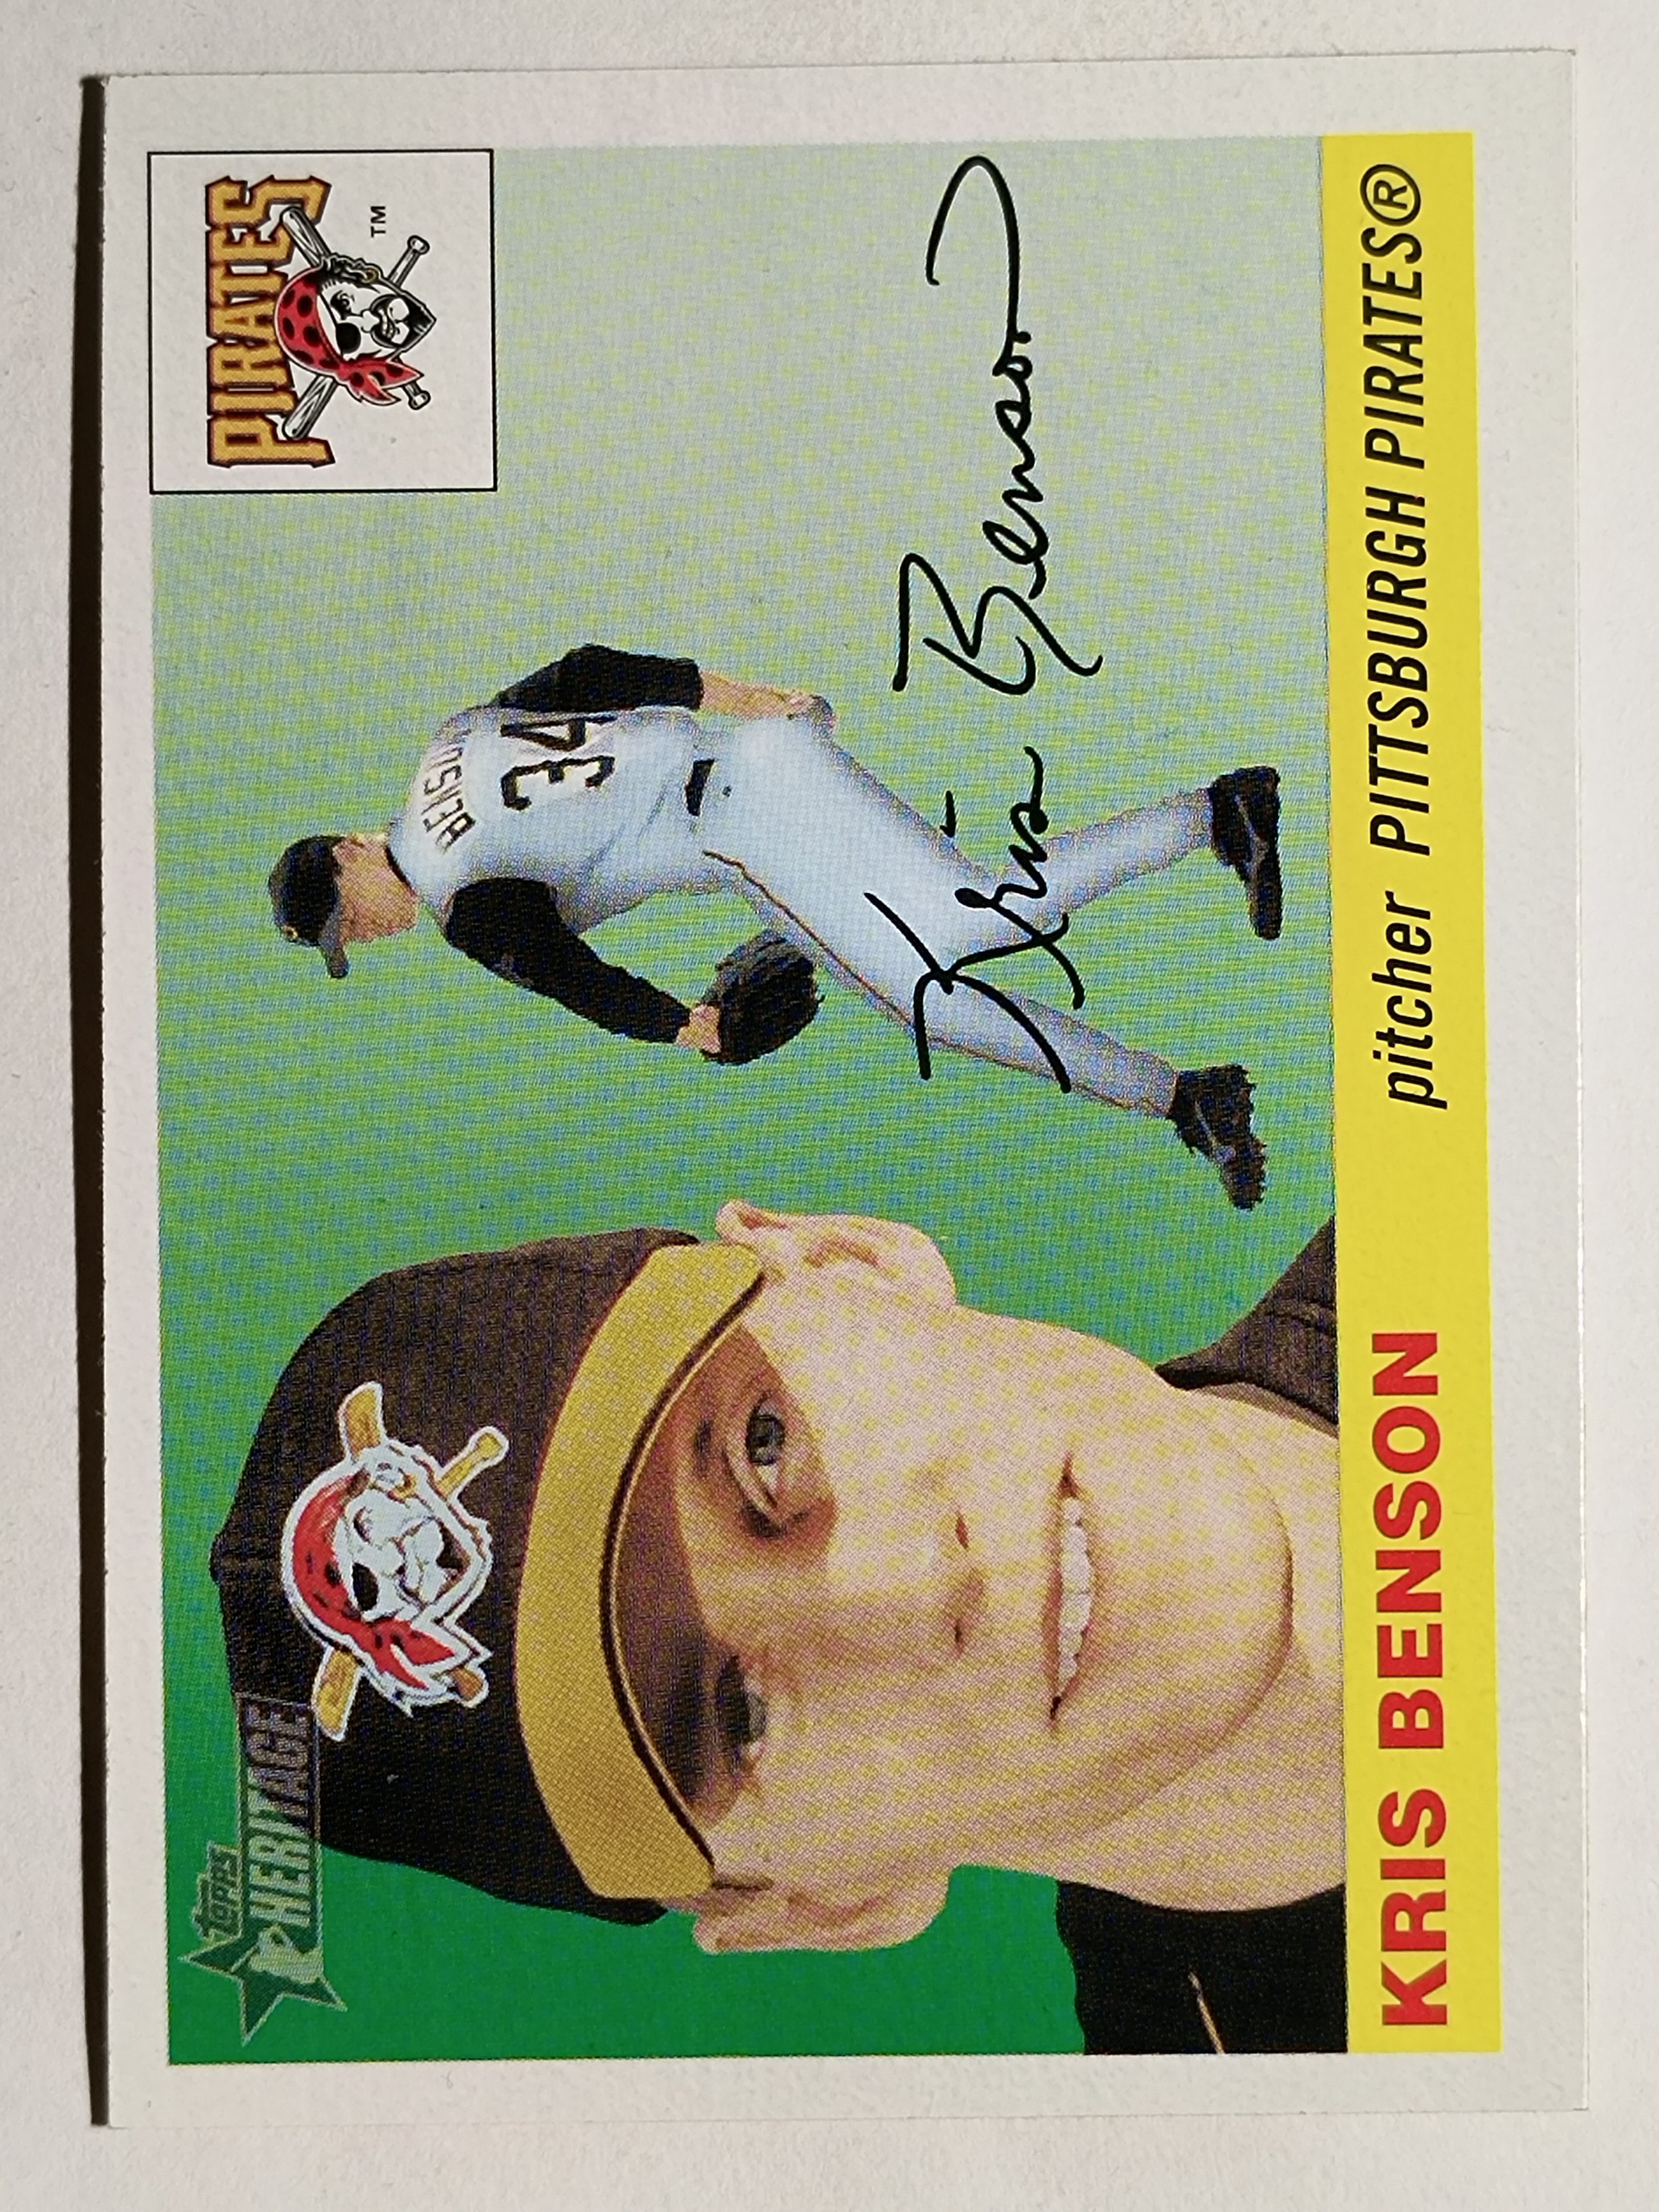 topps
HERITAGE
PIRATES
TM
BENSON
34
Kris Benson
KRIS BENSON pitcher PITTSBURGH PIRATES®